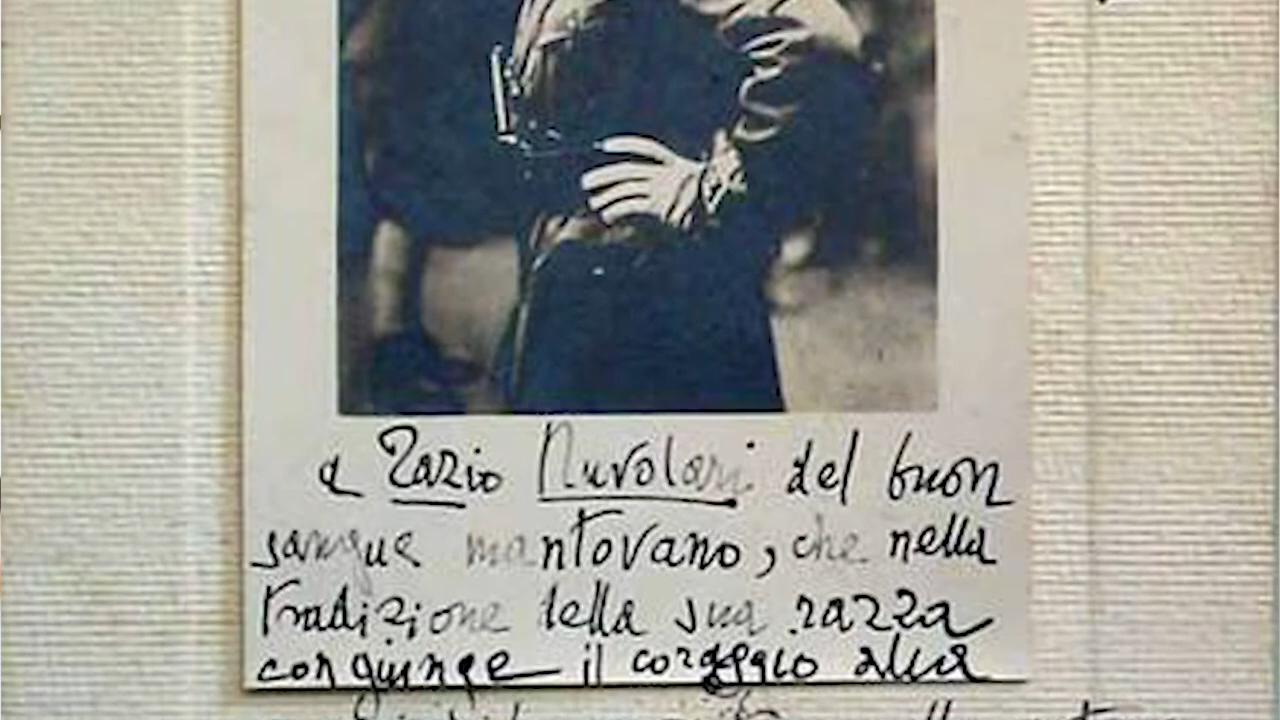 a Tazio Nuvolari del buon
sangue mantovano, che nella
tradizione della sua razza
congiunge il coraggio alla